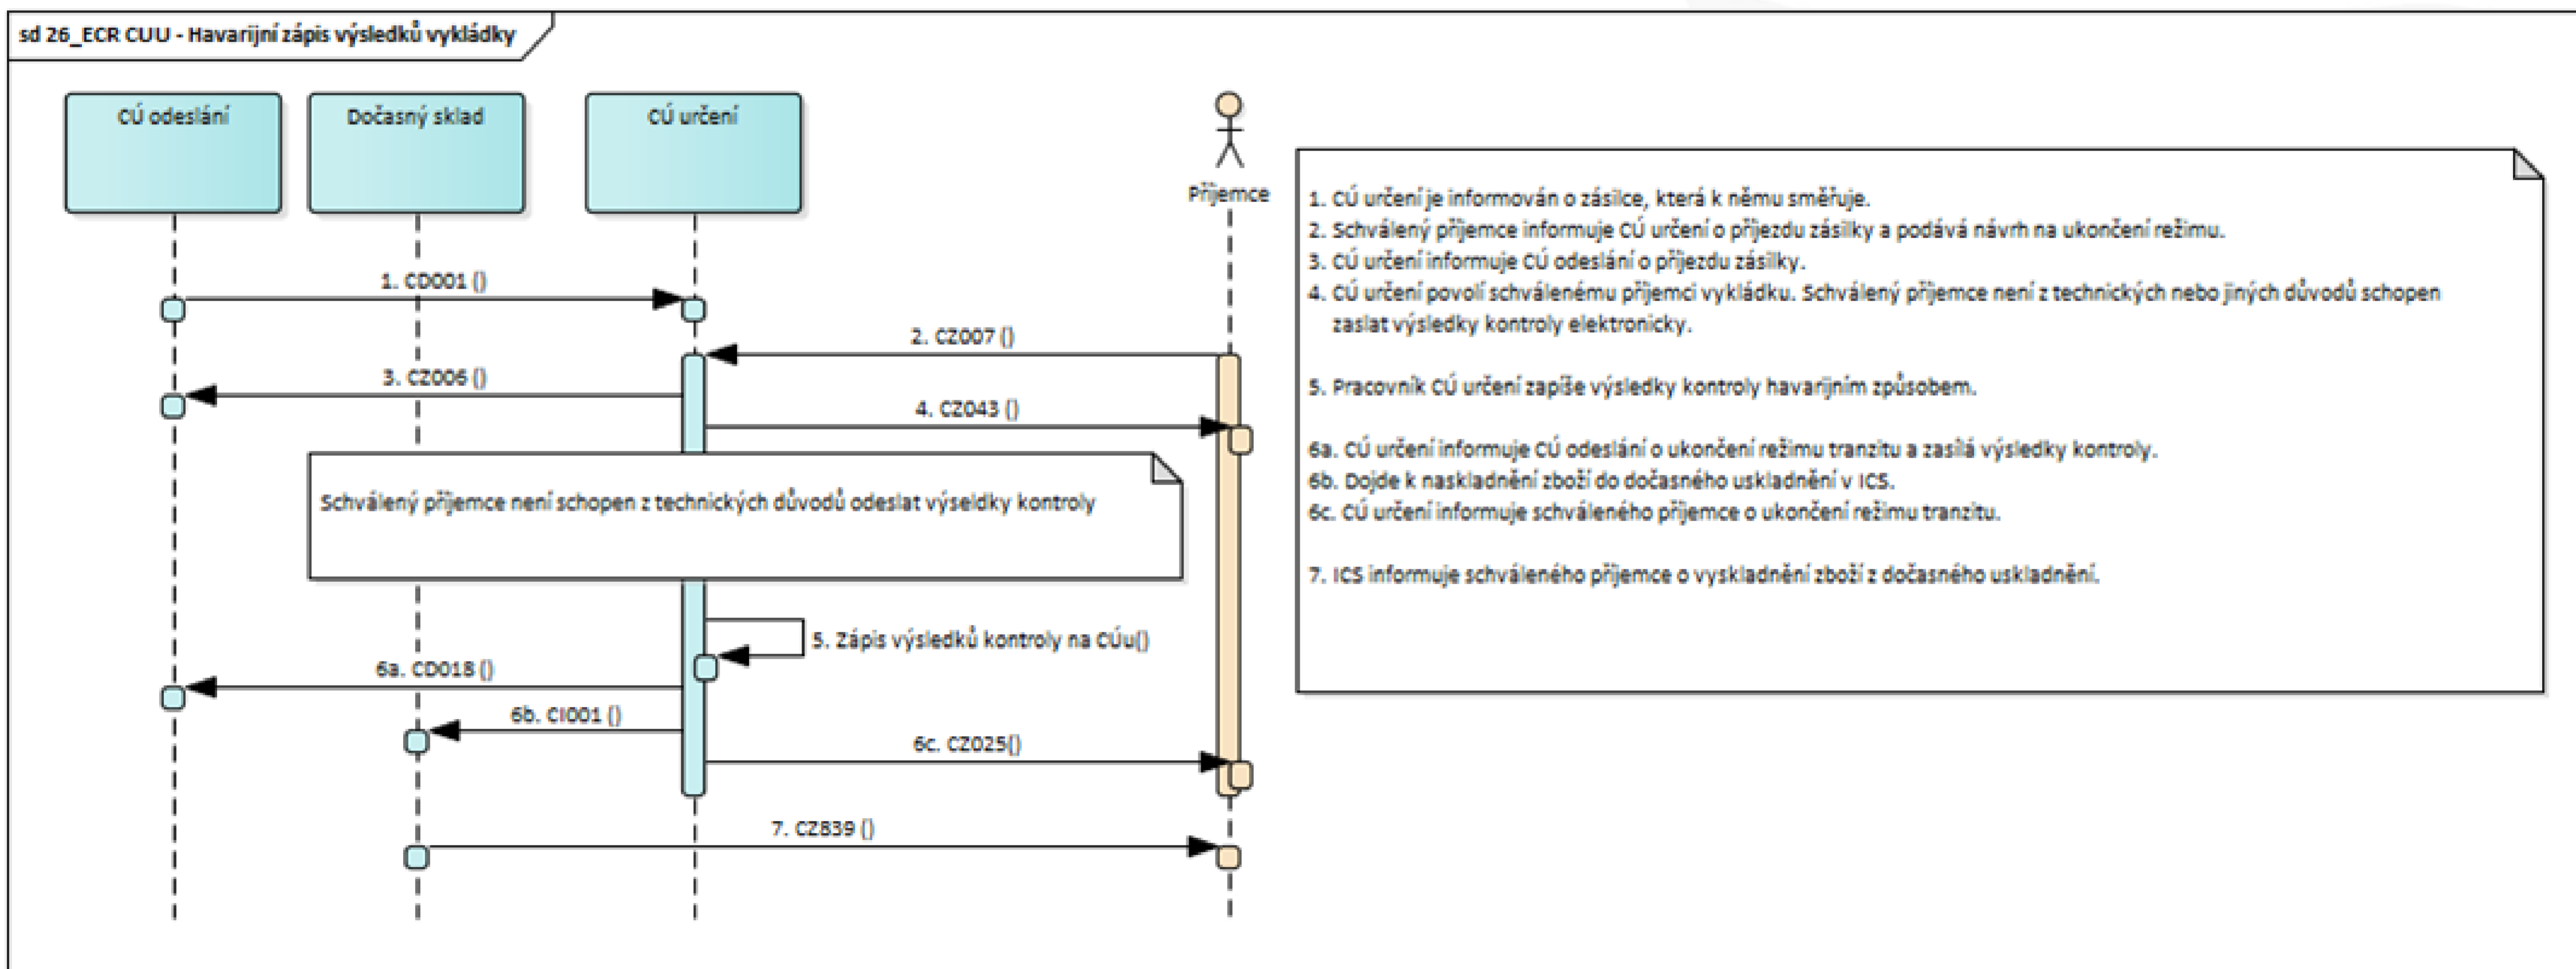 sd 26_ECR CUU - Havarijní zápis výsledků vykládky
CÚ odeslání
Dočasný sklad
CÚ určení
Příjemce
1. CD001 ()
2. CZ007 ()
3. CZ006 ()
4. CZ043 ()
Schválený příjemce není schopen z technických důvodů odeslat výseldky kontroly
5. Zápis výsledků kontroly na CÚu()
6a. CD018 ()
6b. CI001 ()
6c. CZ025()
7. CZ839 ()
1. CÚ určení je informován o zásilce, která k němu směřuje.
2. Schválený příjemce informuje CÚ určení o příjezdu zásilky a podává návrh na ukončení režimu.
3. CÚ určení informuje CÚ odeslání o příjezdu zásilky.
4. CÚ určení povolí schválenému příjemci vykládku. Schválený příjemce není z technických nebo jiných důvodů schopen
zaslat výsledky kontroly elektronicky.
5. Pracovník CÚ určení zapíše výsledky kontroly havarijním způsobem.
6a. CÚ určení informuje CÚ odeslání o ukončení režimu tranzitu a zasílá výsledky kontroly.
6b. Dojde k naskladnění zboží do dočasného uskladnění v ICS.
6c. CÚ určení informuje schváleného příjemce o ukončení režimu tranzitu.
7. ICS informuje schváleného příjemce o vyskladnění zboží z dočasného uskladnění.